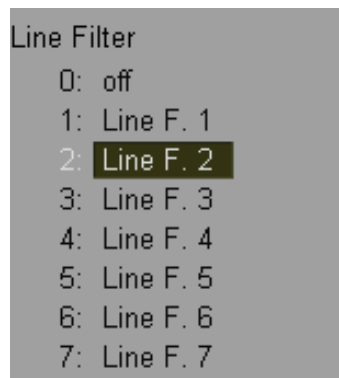 Line Filter
0: off
1: Line F. 1
2: Line F. 2
3: Line F. 3
4: Line F. 4
5: Line F. 5
6: Line F. 6
7: Line F. 7